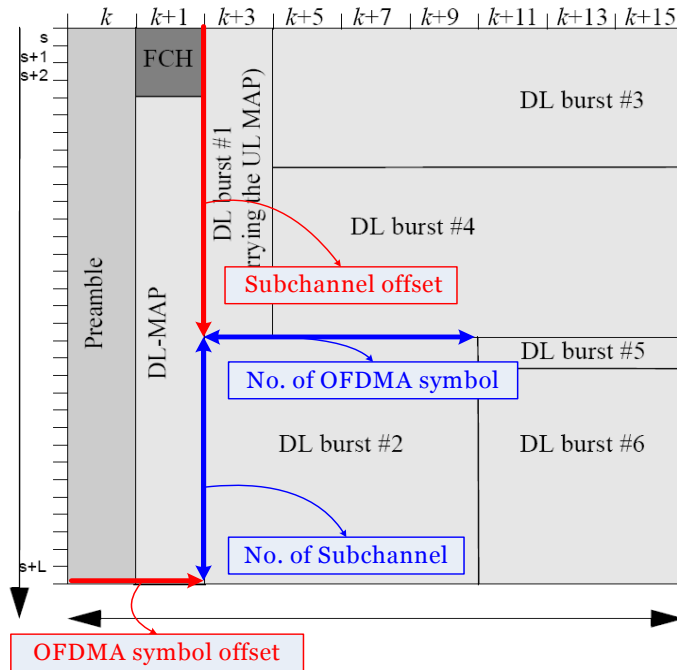 k k+1 k+3 k+5 k+7 k+9 k+11 k+13 k+15
s
s+1
s+2
FCH
DL burst #3
DL burst #1
rrying the UL MAP)
DL burst #4
Subchannel offset
Preamble
DL-MAP
DL burst #5
No. of OFDMA symbol
DL burst #2
DL burst #6
No. of Subchannel
s+L
OFDMA symbol offset